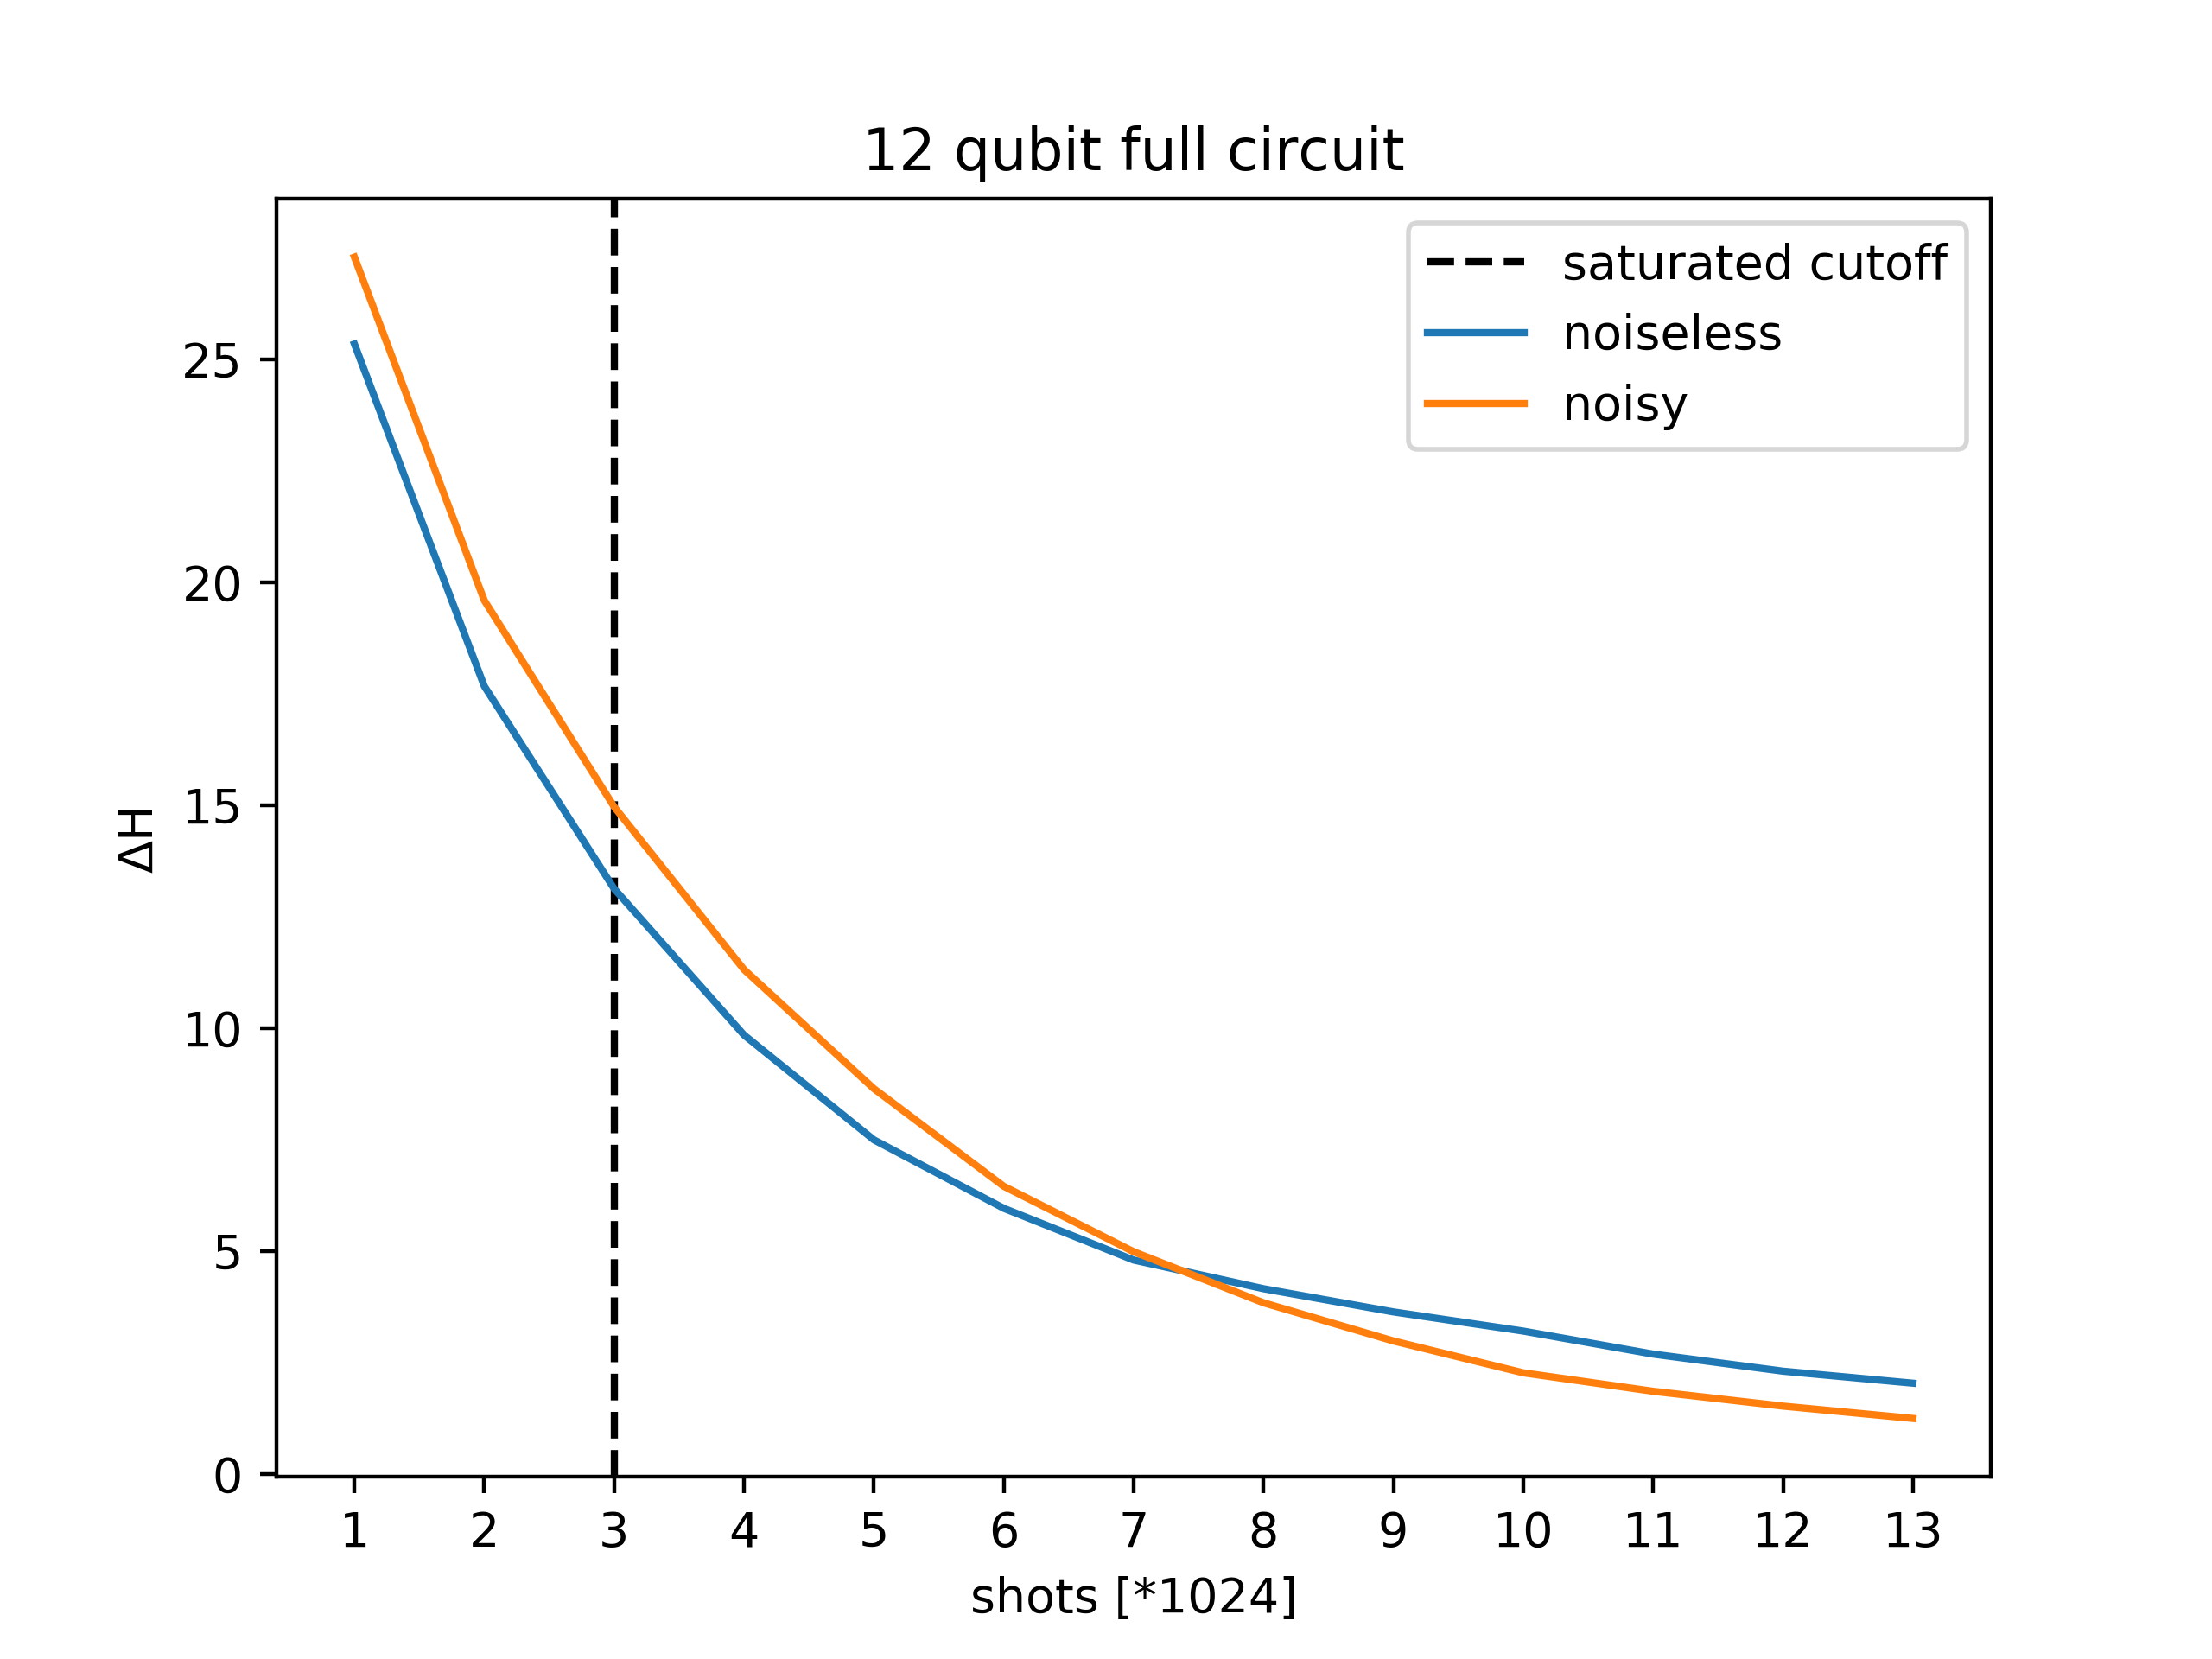 12 qubit full circuit
saturated cutoff
noiseless
noisy
ΔH
25
20
15
10
5
0
1 2 3 4 5 6 7 8 9 10 11 12 13
shots [*1024]